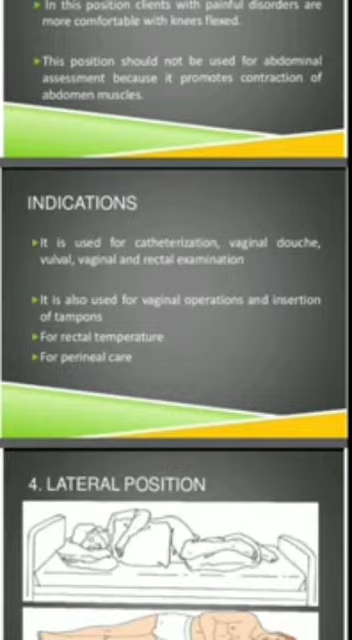 In this position clients with painful disorders are
more comfortable with knees flexed.
This position should not be used for abdominal
assessment because it promotes contraction of
abdomen muscles.
INDICATIONS
It is used for catheterization, vaginal douche,
vulval, vaginal and rectal examination
It is also used for vaginal operations and insertion
of tampons
For rectal temperature
For perineal care
4. LATERAL POSITION